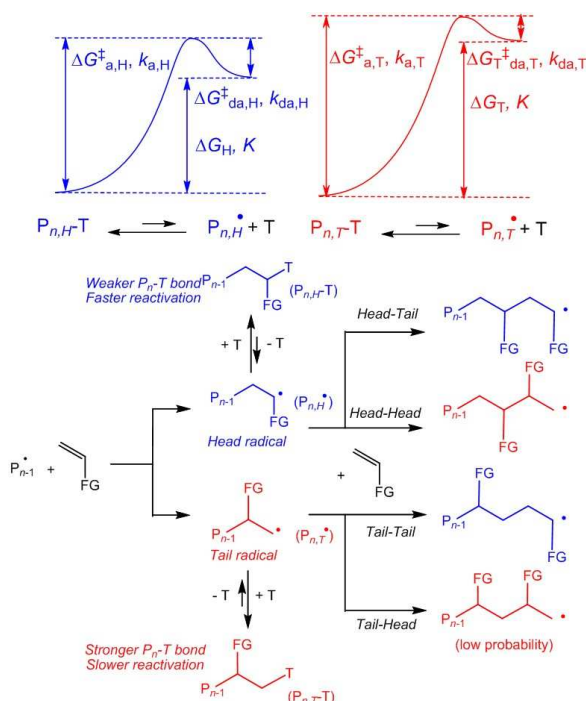 ΔG‡a,H, ka,H
ΔG‡da,H, kda,H
ΔGH, K
ΔG‡a,T, ka,T
ΔGT‡da,T, kda,T
ΔGT, K
Pn,H-T
Pn,H• + T
Pn,T-T
Pn,T• + T
Weaker Pn-T bond
Faster reactivation
Pn-1
T
FG
(Pn,H-T)
+ T
- T
Head-Tail
Pn-1
FG
FG
Pn-1
FG
(Pn,H•)
Head radical
Head-Head
FG
Pn-1
FG
Pn-1• +
FG
+
FG
FG
Pn-1
(Pn,T•)
Tail radical
Tail-Tail
FG
Pn-1
FG
- T
+ T
Tail-Head
FG
FG
Pn-1
(low probability)
Stronger Pn-T bond
Slower reactivation
FG
Pn-1
T
(Pn,T-T)